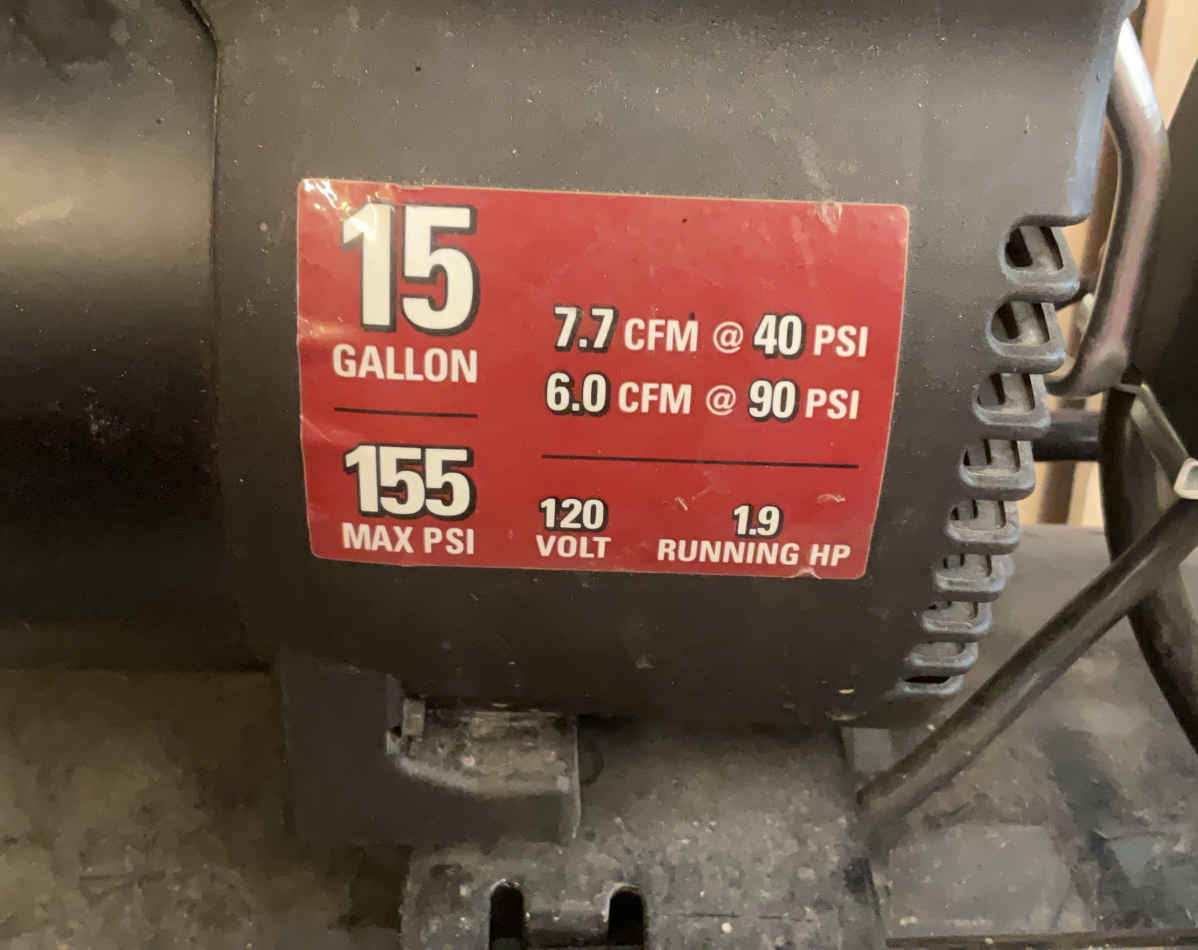 15
GALLON
155
MAX PSI
7.7 CFM @ 40 PSI
6.0 CFM @ 90 PSI
120
VOLT
1.9
RUNNING HP